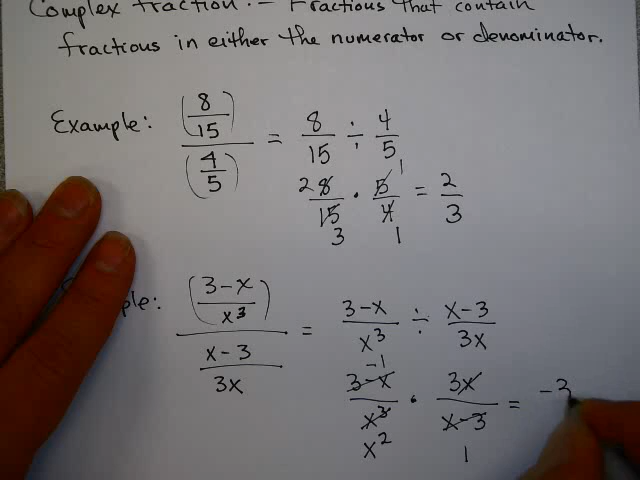 Complex fraction: - Fractions that contain
fractions in either the numerator or denominator.
Example: (8/15)/(4/5) = 8/15 ÷ 4/5
2 8/15 3 · 5/4 1 1 = 2/3
ple: ((3-x)/x³)/((x-3)/3x) = (3-x)/x³ ÷ (x-3)/3x
-1 (3-x)/x³ x² · 3x/(x-3) 1 = -3